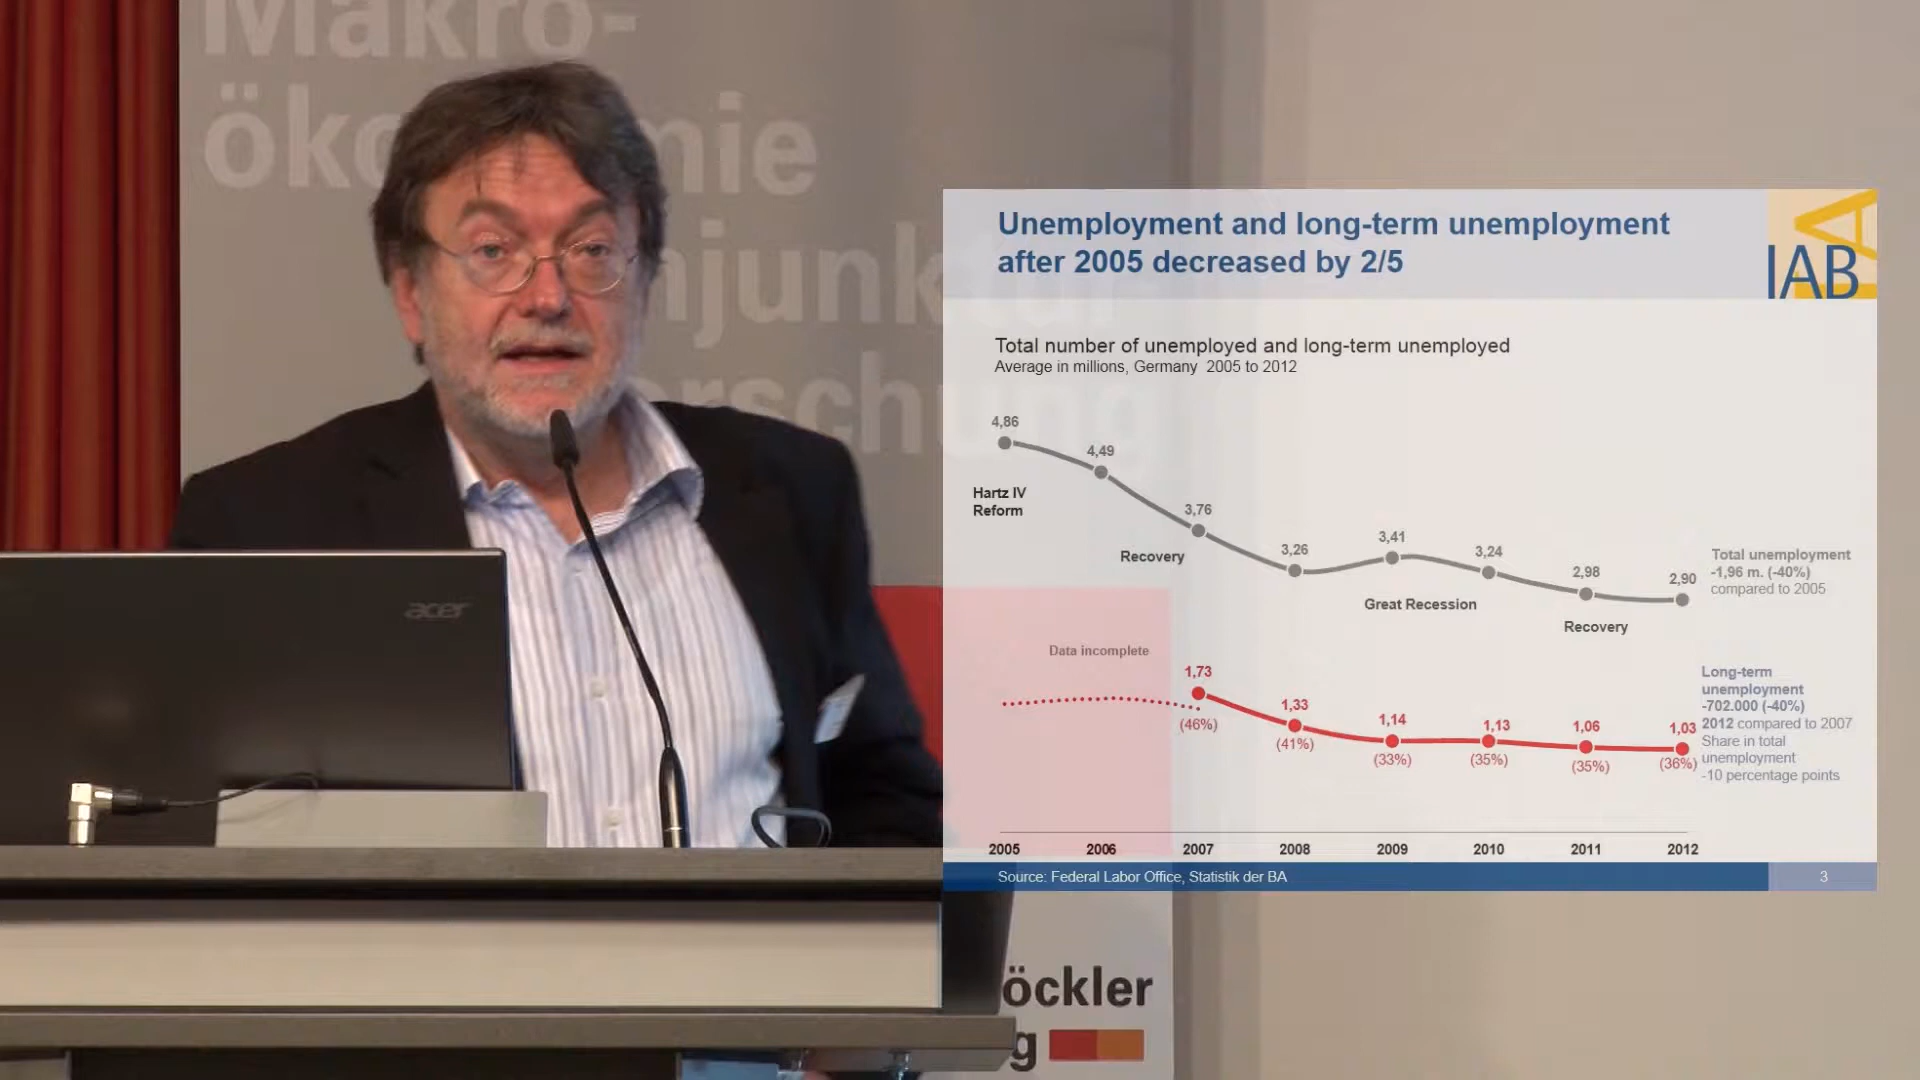 Makro-
ök mie
njunktur-
rschung
acer
Unemployment and long-term unemployment
after 2005 decreased by 2/5
IAB
Total number of unemployed and long-term unemployed
Average in millions, Germany 2005 to 2012
4,86
4,49
3,76
3,26
3,41
3,24
2,98
2,90
Hartz IV
Reform
Recovery
Great Recession
Recovery
Total unemployment
-1,96 m. (-40%)
compared to 2005
Data incomplete
1,73
1,33
1,14
1,13
1,06
1,03
(46%)
(41%)
(33%)
(35%)
(35%)
(36%)
Long-term
unemployment
-702.000 (-40%)
2012 compared to 2007
Share in total
unemployment
-10 percentage points
2005 2006 2007 2008 2009 2010 2011 2012
Source: Federal Labor Office, Statistik der BA
3
öckler
g